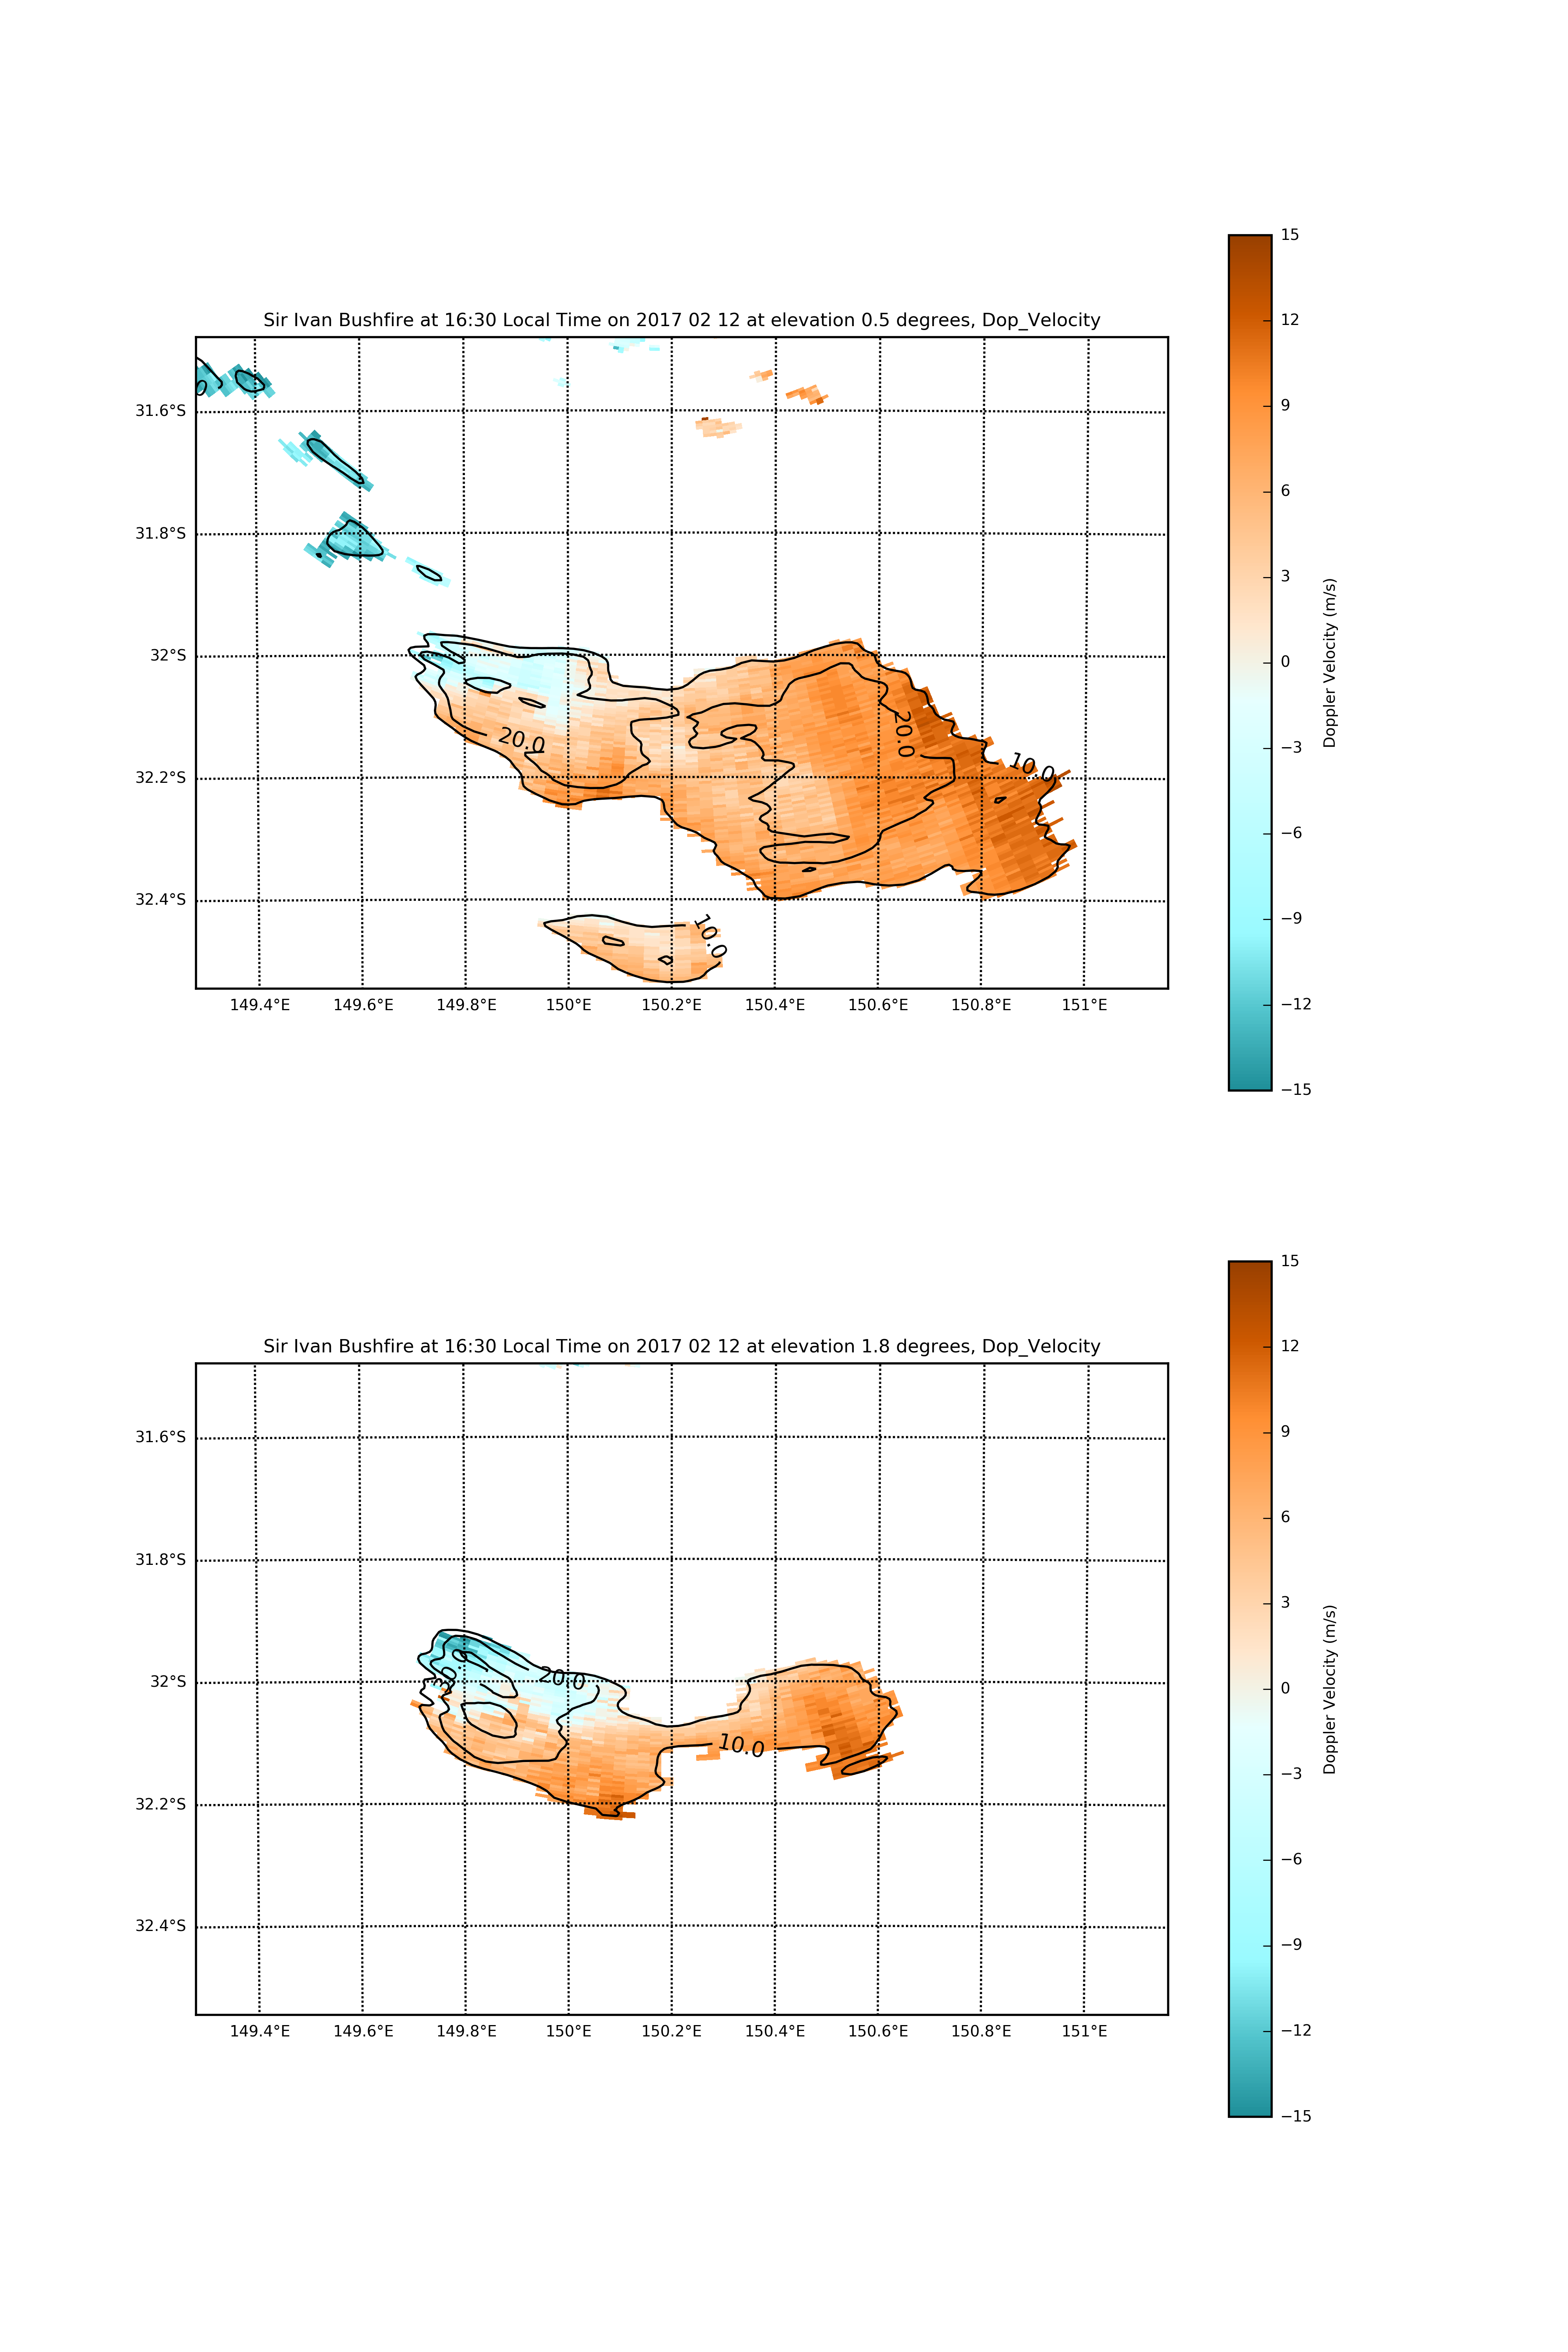 Sir Ivan Bushfire at 16:30 Local Time on 2017 02 12 at elevation 0.5 degrees, Dop_Velocity
31.6°S
31.8°S
32°S
32.2°S
32.4°S
149.4°E 149.6°E 149.8°E 150°E 150.2°E 150.4°E 150.6°E 150.8°E 151°E
0
20.0
20.0
10.0
10.0
15
12
9
6
3
0
−3
−6
−9
−12
−15
Doppler Velocity (m/s)
Sir Ivan Bushfire at 16:30 Local Time on 2017 02 12 at elevation 1.8 degrees, Dop_Velocity
31.6°S
31.8°S
32°S
32.2°S
32.4°S
149.4°E 149.6°E 149.8°E 150°E 150.2°E 150.4°E 150.6°E 150.8°E 151°E
30.0
20.0
10.0
15
12
9
6
3
0
−3
−6
−9
−12
−15
Doppler Velocity (m/s)